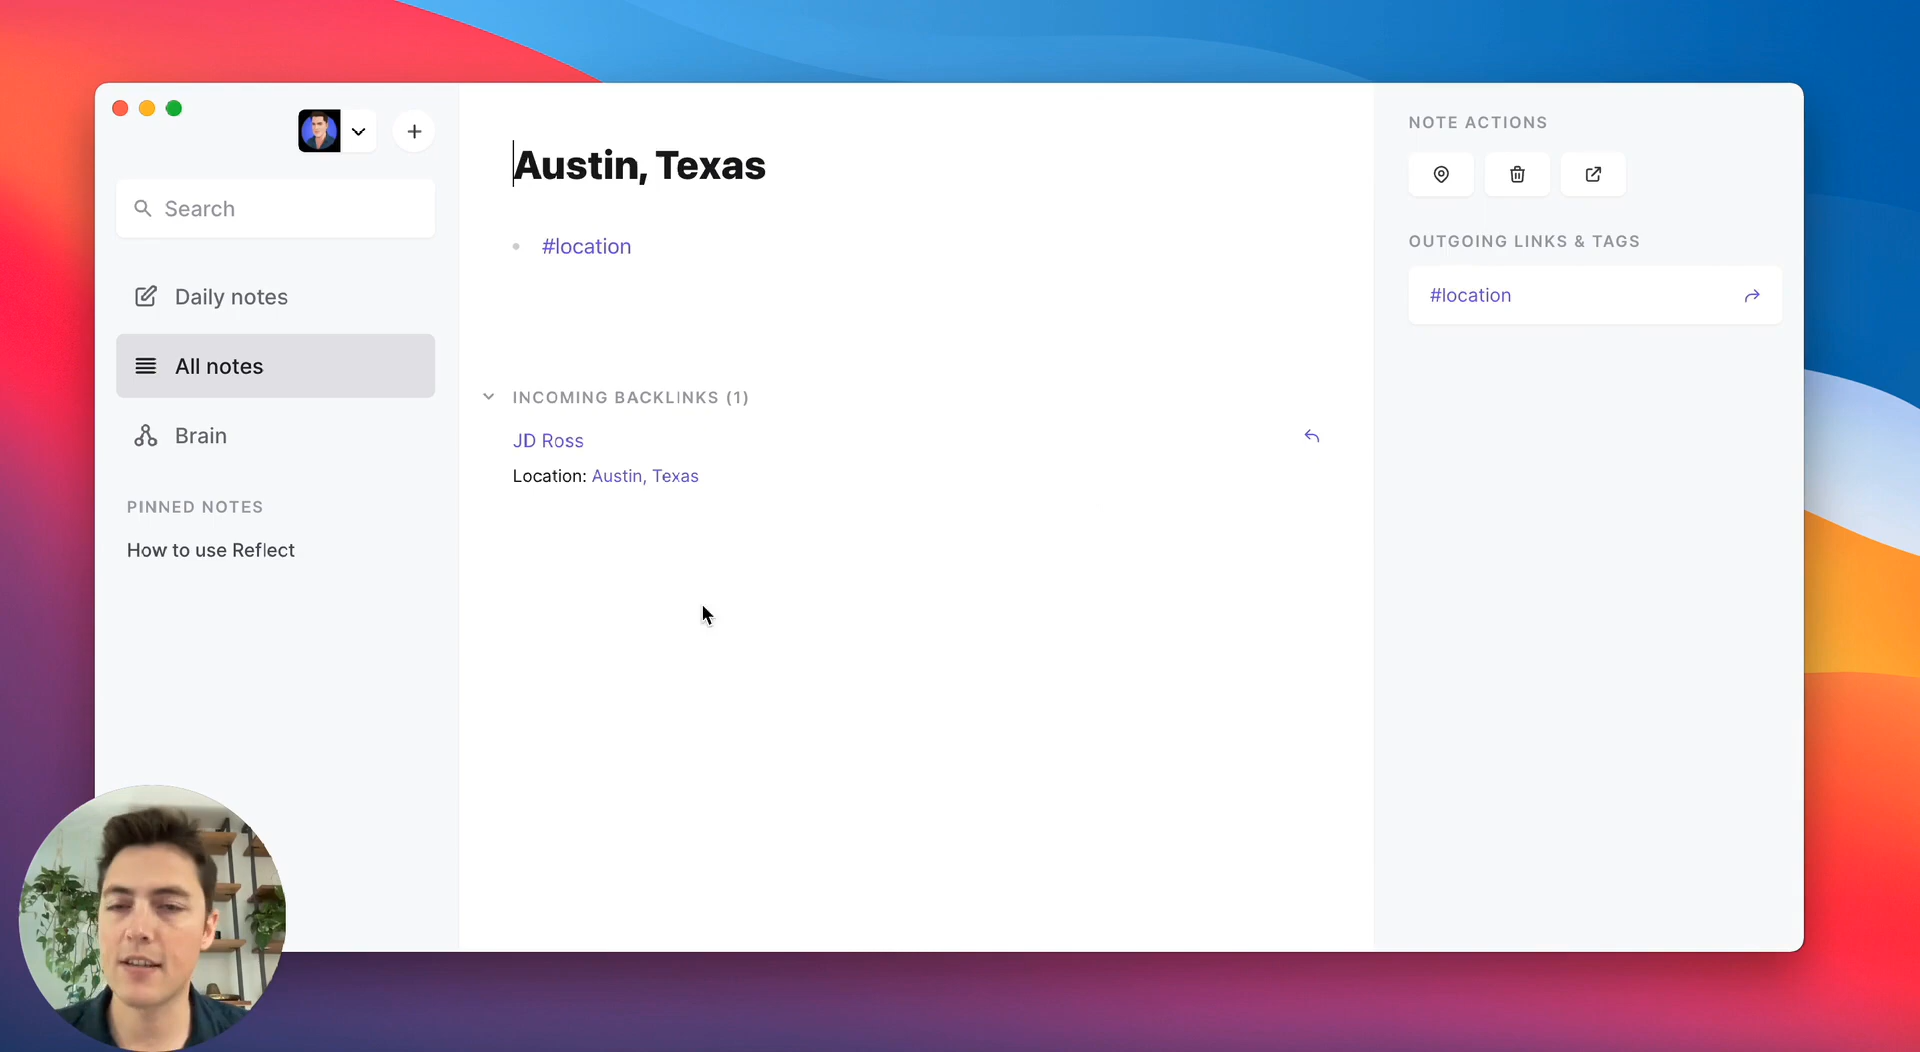 Search
Daily notes
All notes
Brain
PINNED NOTES
How to use Reflect
Austin, Texas
#location
INCOMING BACKLINKS (1)
JD Ross
Location: Austin, Texas
NOTE ACTIONS
OUTGOING LINKS & TAGS
#location